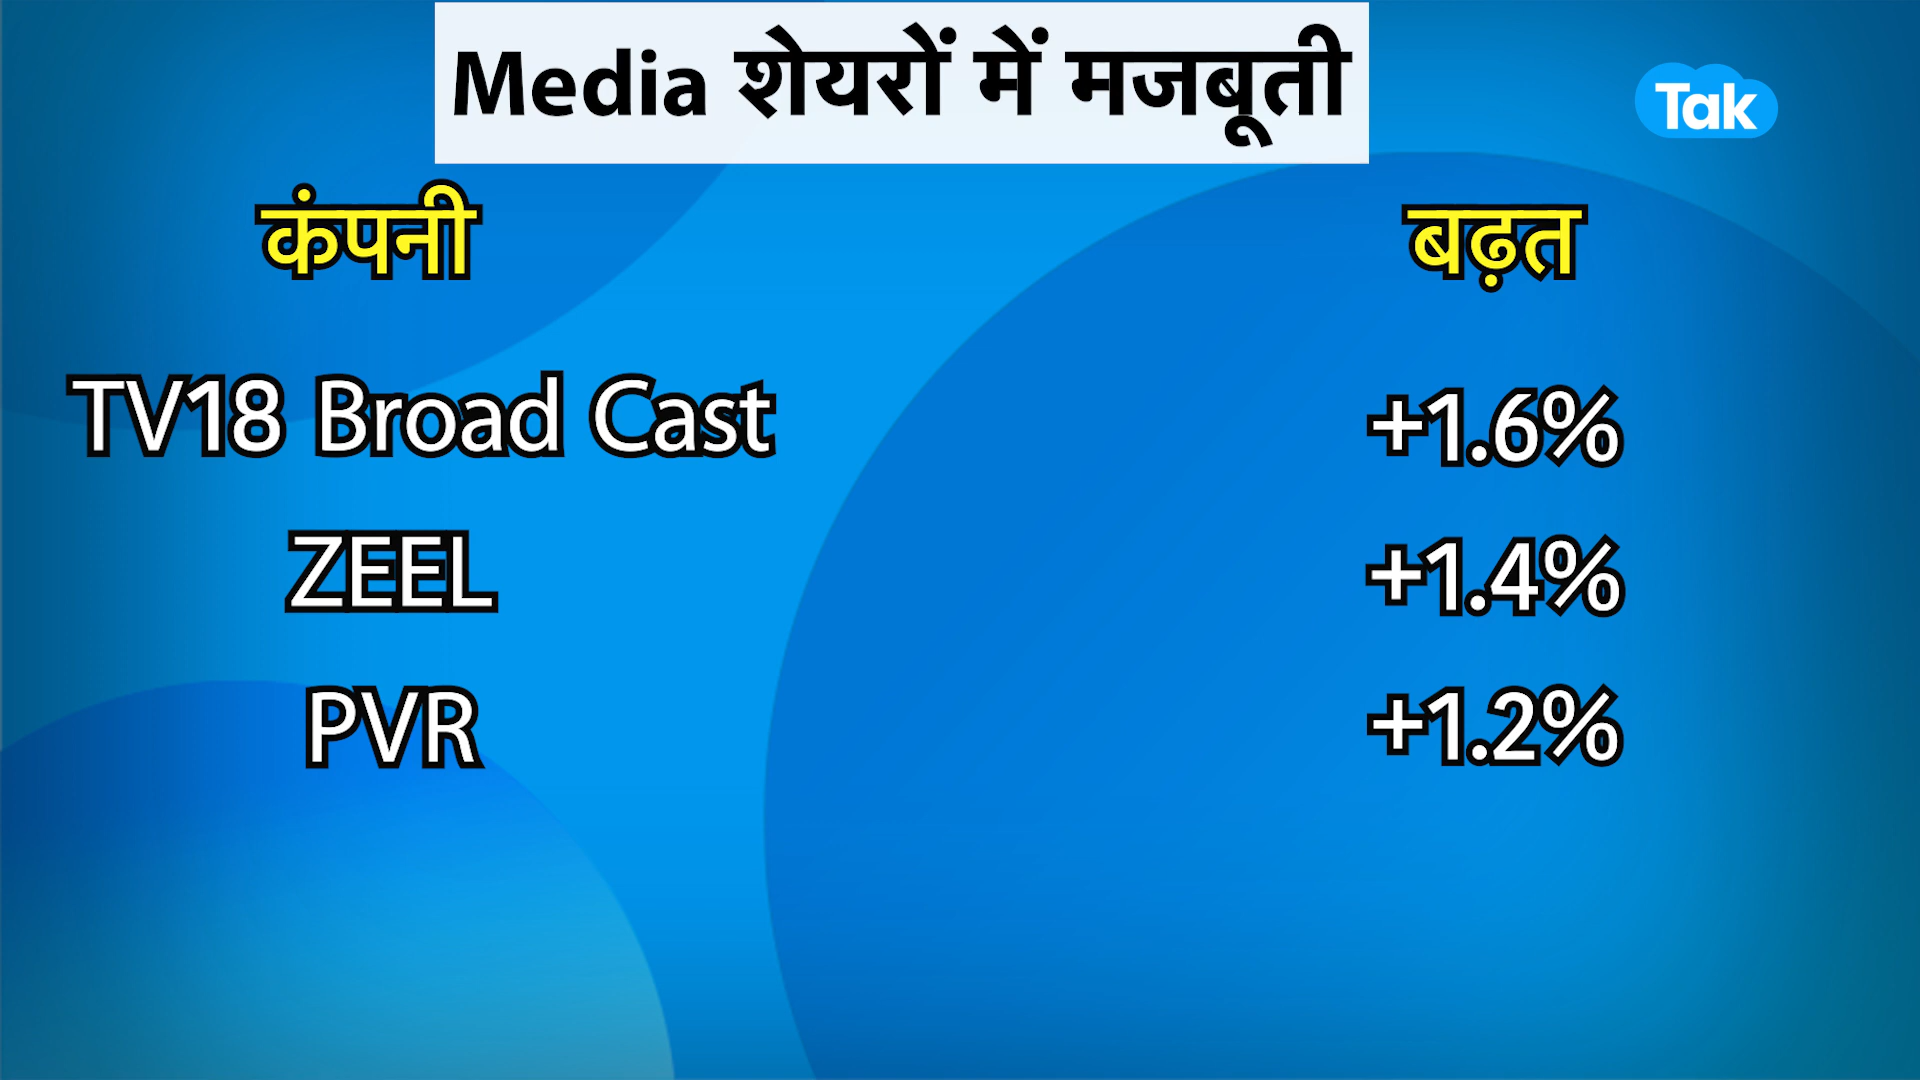 Media शेयरों में मजबूती
Tak
कंपनी बढ़त
TV18 Broad Cast +1.6%
ZEEL +1.4%
PVR +1.2%